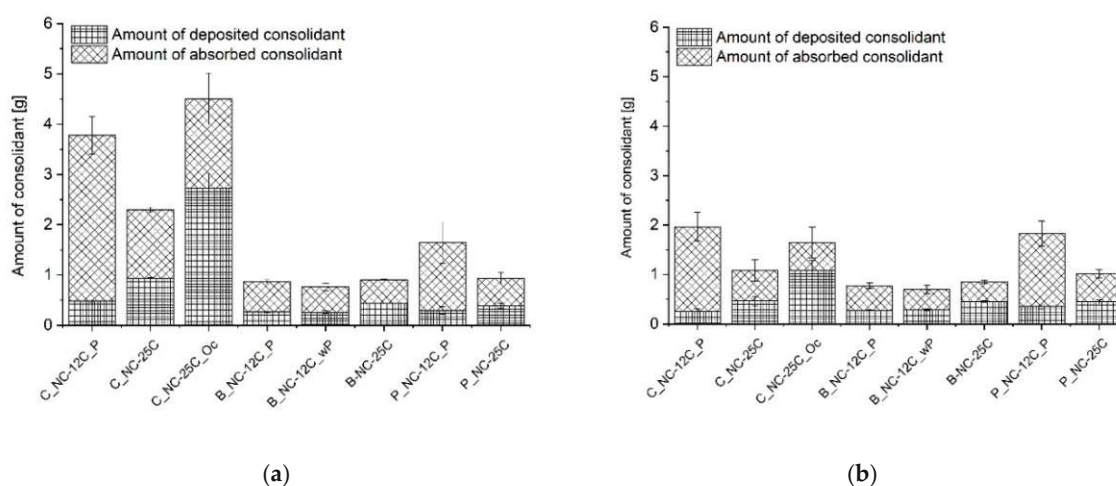 6
5
4
3
2
1
0
Amount of consolidant [g]
Amount of deposited consolidant
Amount of absorbed consolidant
C_NC-12C_P
C_NC-25C
C_NC-25C_Oc
B_NC-12C_P
B_NC-12C_wP
B-NC-25C
P_NC-12C_P
P_NC-25C
(a)
6
5
4
3
2
1
0
Amount of consolidant [g]
Amount of deposited consolidant
Amount of absorbed consolidant
C_NC-12C_P
C_NC-25C
C_NC-25C_Oc
B_NC-12C_P
B_NC-12C_wP
B-NC-25C
P_NC-12C_P
P_NC-25C
(b)